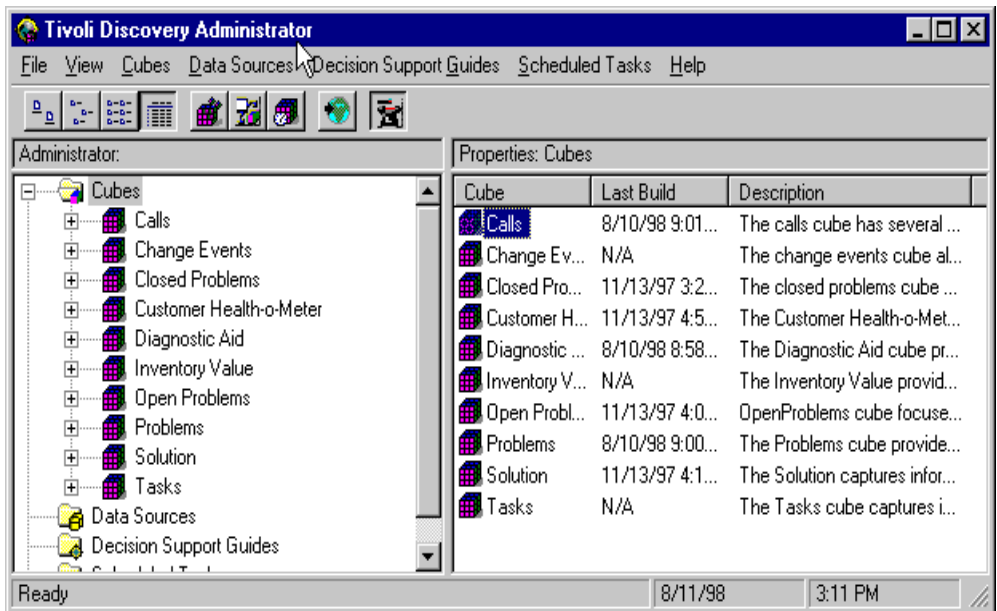 Tivoli Discovery Administrator
File View Cubes Data Sources Decision Support Guides Scheduled Tasks Help
Administrator:
Cubes
Calls
Change Events
Closed Problems
Customer Health-o-Meter
Diagnostic Aid
Inventory Value
Open Problems
Problems
Solution
Tasks
Data Sources
Decision Support Guides
Properties: Cubes
Cube Last Build Description
Calls 8/10/98 9:01... The calls cube has several ...
Change Ev... N/A The change events cube al...
Closed Pro... 11/13/97 3:2... The closed problems cube ...
Customer H... 11/13/97 4:5... The Customer Health-o-Met...
Diagnostic ... 8/10/98 8:58... The Diagnostic Aid cube pr...
Inventory V... N/A The Inventory Value provid...
Open Probl... 11/13/97 4:0... OpenProblems cube focuse...
Problems 8/10/98 9:00... The Problems cube provide...
Solution 11/13/97 4:1... The Solution captures infor...
Tasks N/A The Tasks cube captures i...
Ready 8/11/98 3:11 PM